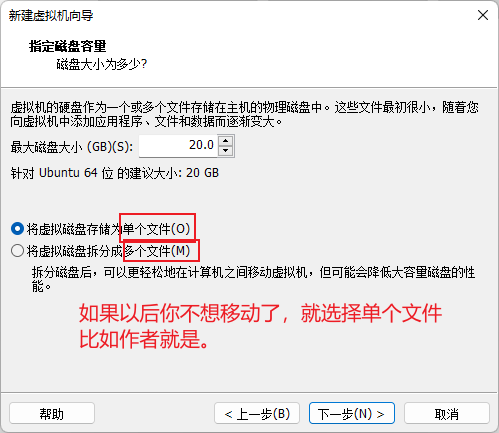 新建虚拟机向导
指定磁盘容量
磁盘大小为多少?
虚拟机的硬盘作为一个或多个文件存储在主机的物理磁盘中。这些文件最初很小，随着您
向虚拟机中添加应用程序、文件和数据而逐渐变大。
最大磁盘大小 (GB)(S): 20.0
针对 Ubuntu 64 位 的建议大小: 20 GB
将虚拟磁盘存储为单个文件(O)
将虚拟磁盘拆分成多个文件(M)
拆分磁盘后，可以更轻松地在计算机之间移动虚拟机，但可能会降低大容量磁盘的性
能。
如果以后你不想移动了，就选择单个文件
比如作者就是。
帮助 < 上一步(B) 下一步(N) > 取消